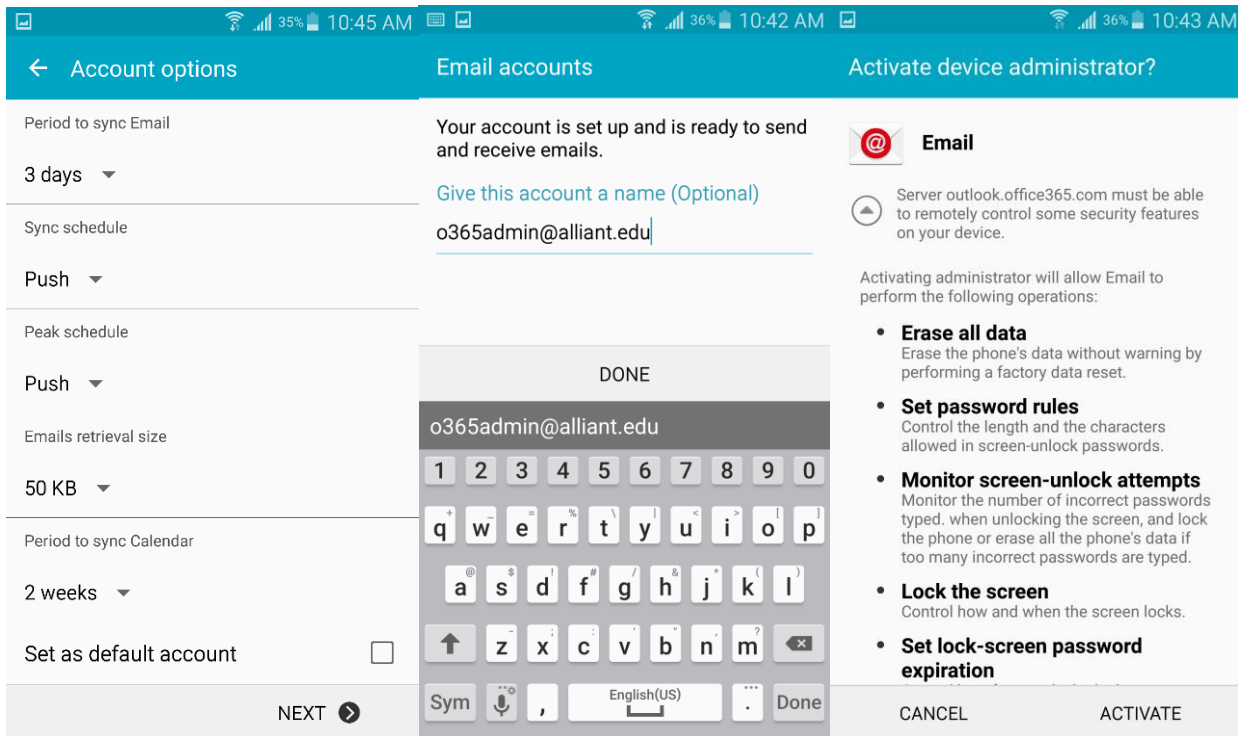 35% 10:45 AM
Account options
Period to sync Email
3 days
Sync schedule
Push
Peak schedule
Push
Emails retrieval size
50 KB
Period to sync Calendar
2 weeks
Set as default account
NEXT
36% 10:42 AM
Email accounts
Your account is set up and is ready to send
and receive emails.
Give this account a name (Optional)
o365admin@alliant.edu
DONE
o365admin@alliant.edu
1 2 3 4 5 6 7 8 9 0
q w e r t y u i o p
a s d f g h j k l
z x c v b n m
Sym , English(US) . Done
36% 10:43 AM
Activate device administrator?
Email
Server outlook.office365.com must be able
to remotely control some security features
on your device.
Activating administrator will allow Email to
perform the following operations:
• Erase all data
Erase the phone's data without warning by
performing a factory data reset.
• Set password rules
Control the length and the characters
allowed in screen-unlock passwords.
• Monitor screen-unlock attempts
Monitor the number of incorrect passwords
typed. when unlocking the screen, and lock
the phone or erase all the phone's data if
too many incorrect passwords are typed.
• Lock the screen
Control how and when the screen locks.
• Set lock-screen password
expiration
CANCEL ACTIVATE